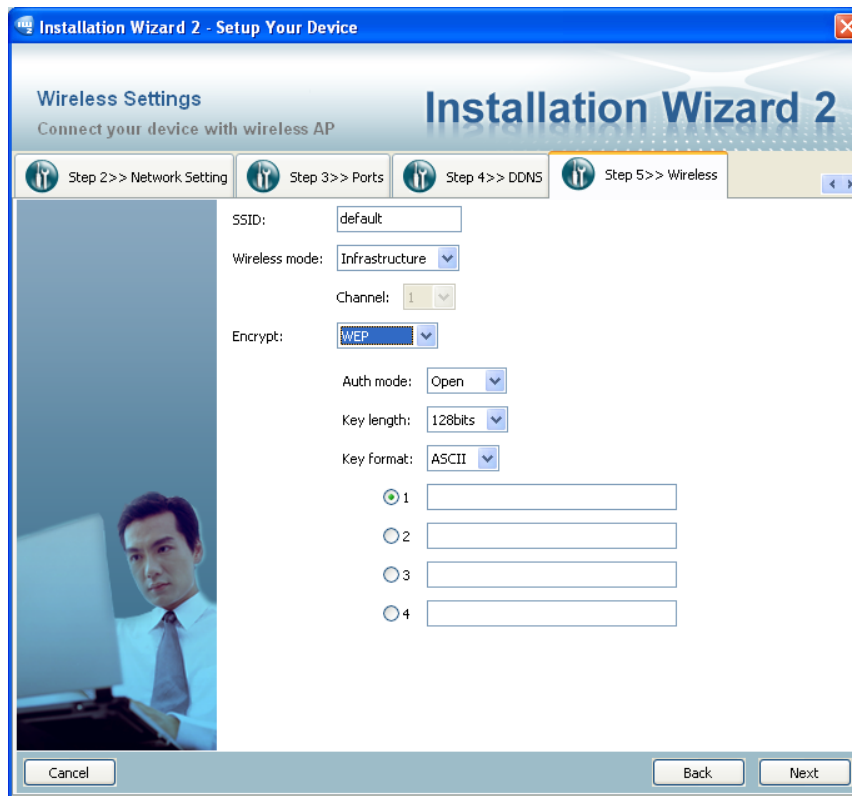 Installation Wizard 2 - Setup Your Device
Wireless Settings
Connect your device with wireless AP
Installation Wizard 2
Step 2>> Network Setting
Step 3>> Ports
Step 4>> DDNS
Step 5>> Wireless
SSID: default
Wireless mode: Infrastructure
Channel: 1
Encrypt: WEP
Auth mode: Open
Key length: 128bits
Key format: ASCII
1
2
3
4
Cancel
Back
Next